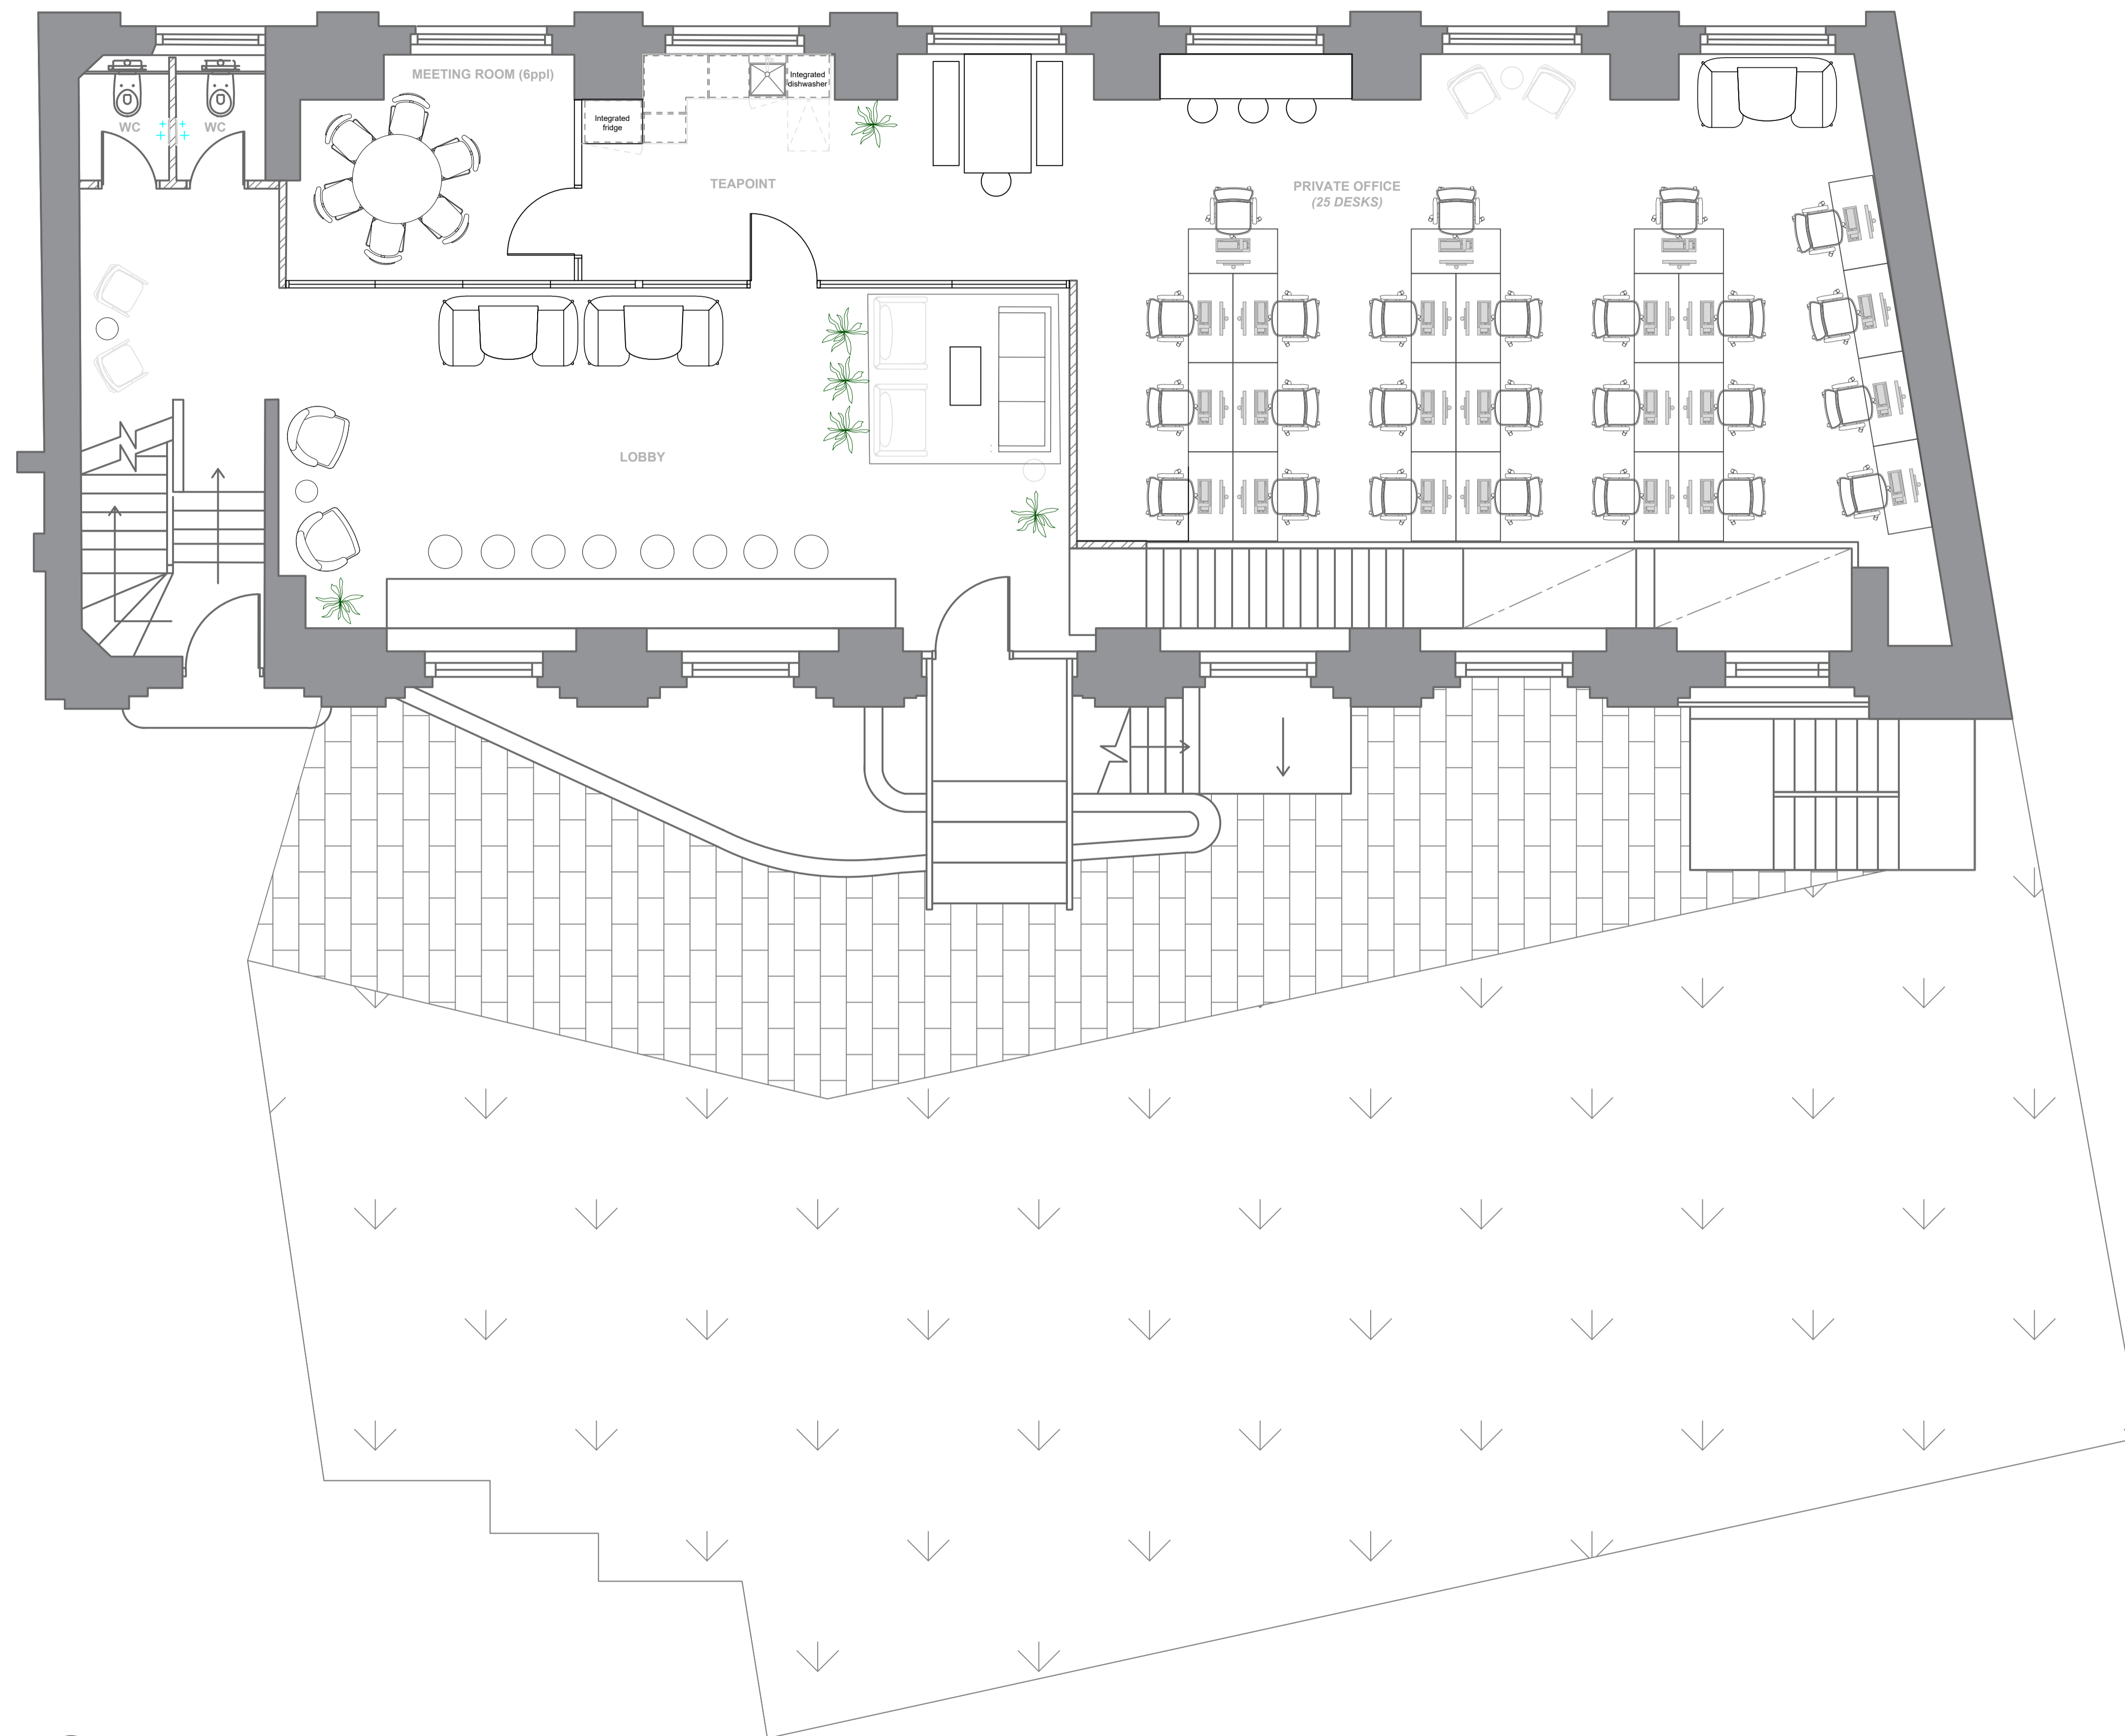 MEETING ROOM (6ppl)
Integrated
dishwasher
Integrated
fridge
WC
WC
TEAPOINT
PRIVATE OFFICE
(25 DESKS)
LOBBY